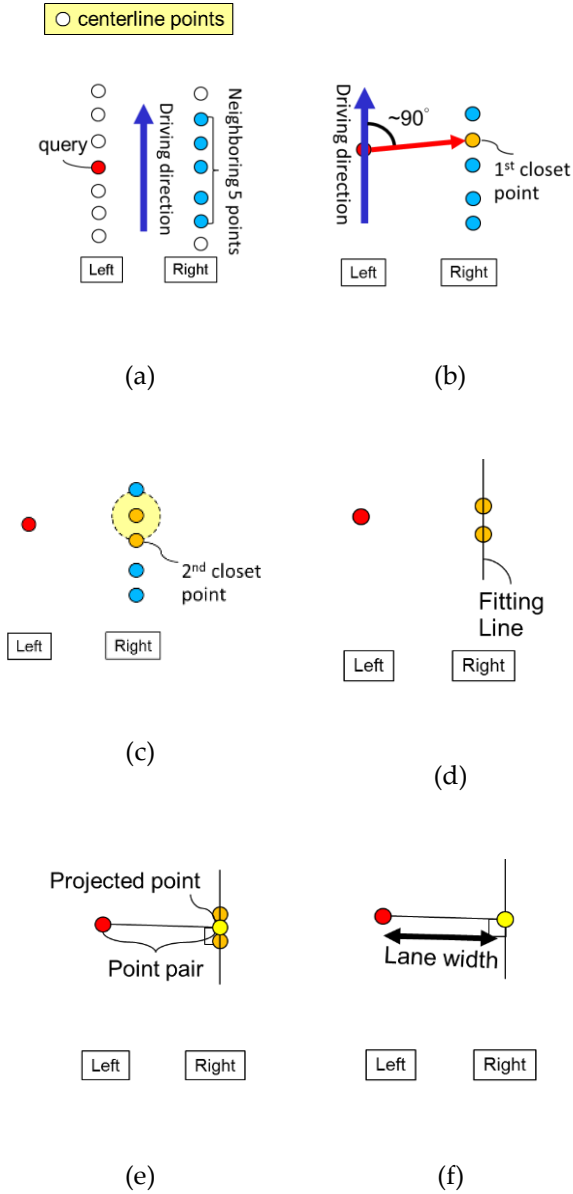 centerline points
query
Driving direction
Neighboring 5 points
Left
Right
(a)
Driving direction
~90°
1st closet
point
Left
Right
(b)
2nd closet
point
Left
Right
(c)
Fitting
Line
Left
Right
(d)
Projected point
Point pair
Left
Right
(e)
Lane width
Left
Right
(f)